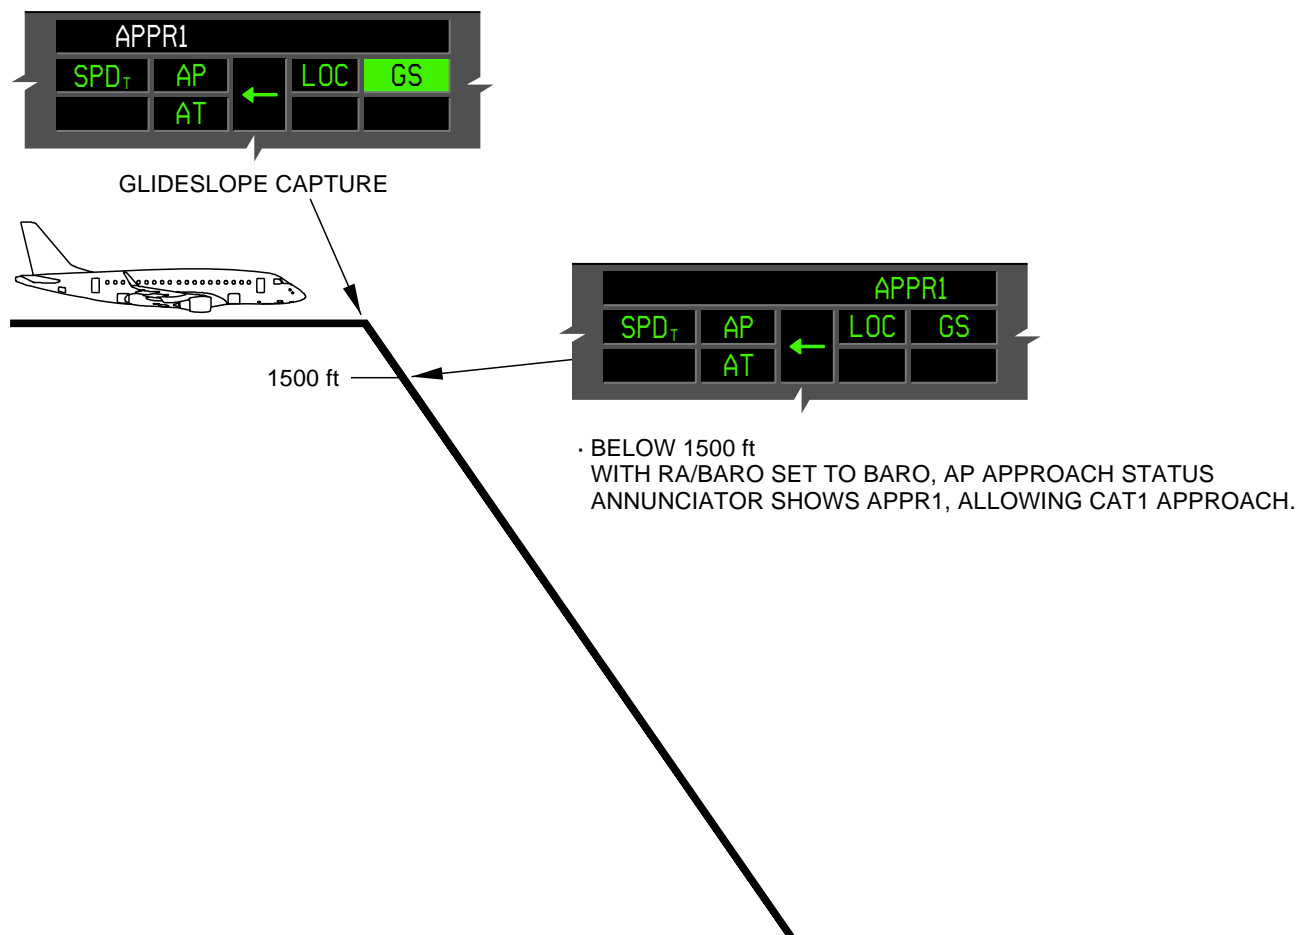 APPR1
SPDT AP ← LOC GS
AT
GLIDESLOPE CAPTURE
APPR1
SPDT AP ← LOC GS
AT
1500 ft
· BELOW 1500 ft
WITH RA/BARO SET TO BARO, AP APPROACH STATUS
ANNUNCIATOR SHOWS APPR1, ALLOWING CAT1 APPROACH.